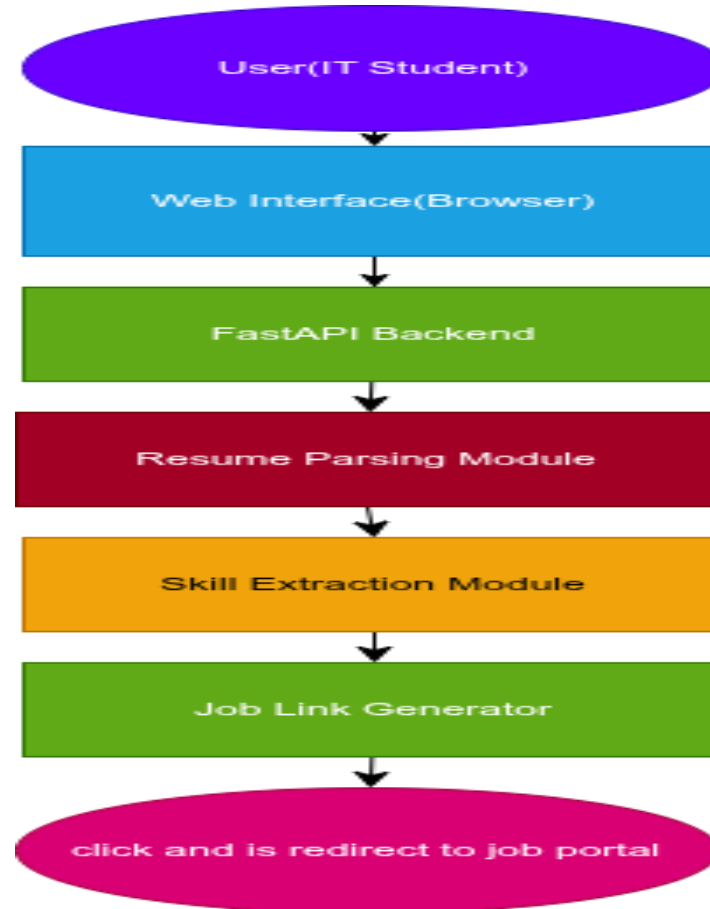 User(IT Student)
Web Interface(Browser)
FastAPI Backend
Resume Parsing Module
Skill Extraction Module
Job Link Generator
click and is redirect to job portal